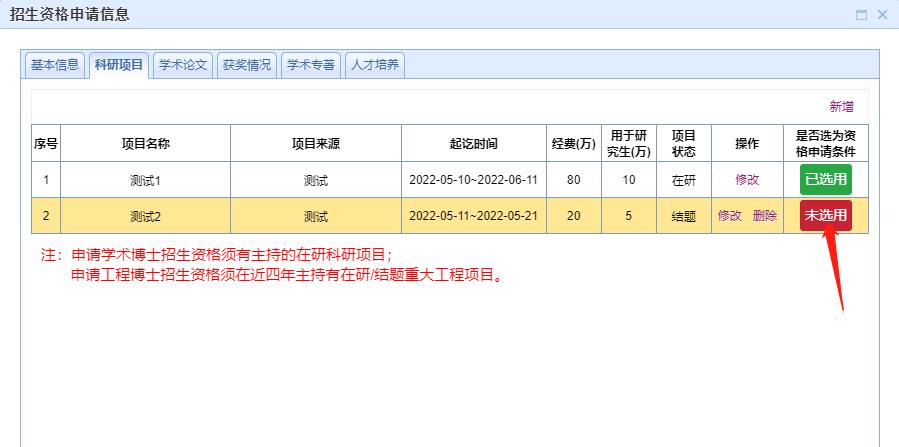 招生资格申请信息
基本信息 科研项目 学术论文 获奖情况 学术专著 人才培养
新增
序号 项目名称 项目来源 起讫时间 经费(万) 用于研究生(万) 项目状态 操作 是否选为资格申请条件
1 测试1 测试 2022-05-10~2022-06-11 80 10 在研 修改 已选用
2 测试2 测试 2022-05-11~2022-05-21 20 5 结题 修改 删除 未选用
注：申请学术博士招生资格须有主持的在研科研项目；
申请工程博士招生资格须在近四年主持有在研/结题重大工程项目。